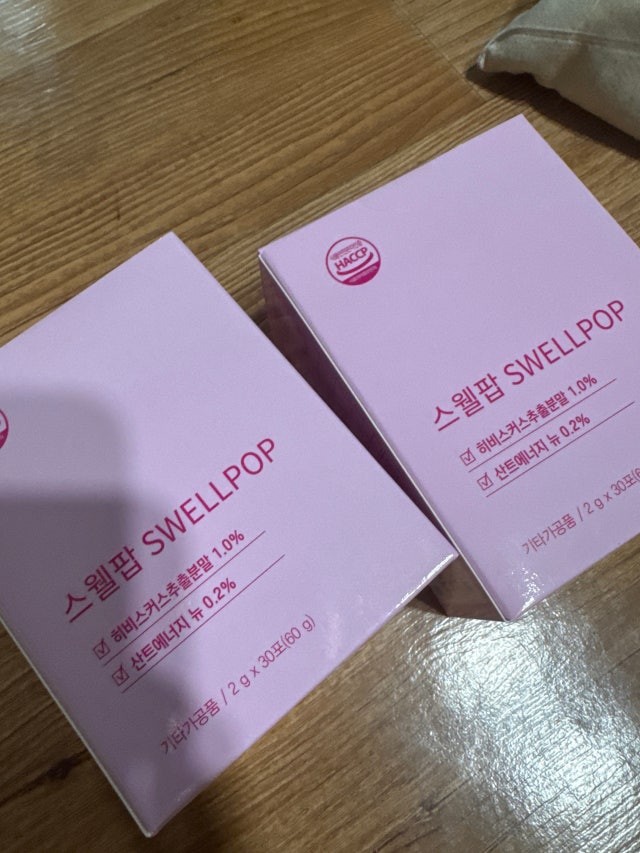 스웰팝 SWELLPOP
히비스커스추출분말 1.0%
산트에너지 뉴 0.2%
기타가공품 / 2 g x 30포(60 g)
HACCP
스웰팝 SWELLPOP
히비스커스추출분말 1.0%
산트에너지 뉴 0.2%
기타가공품 / 2 g x 30포